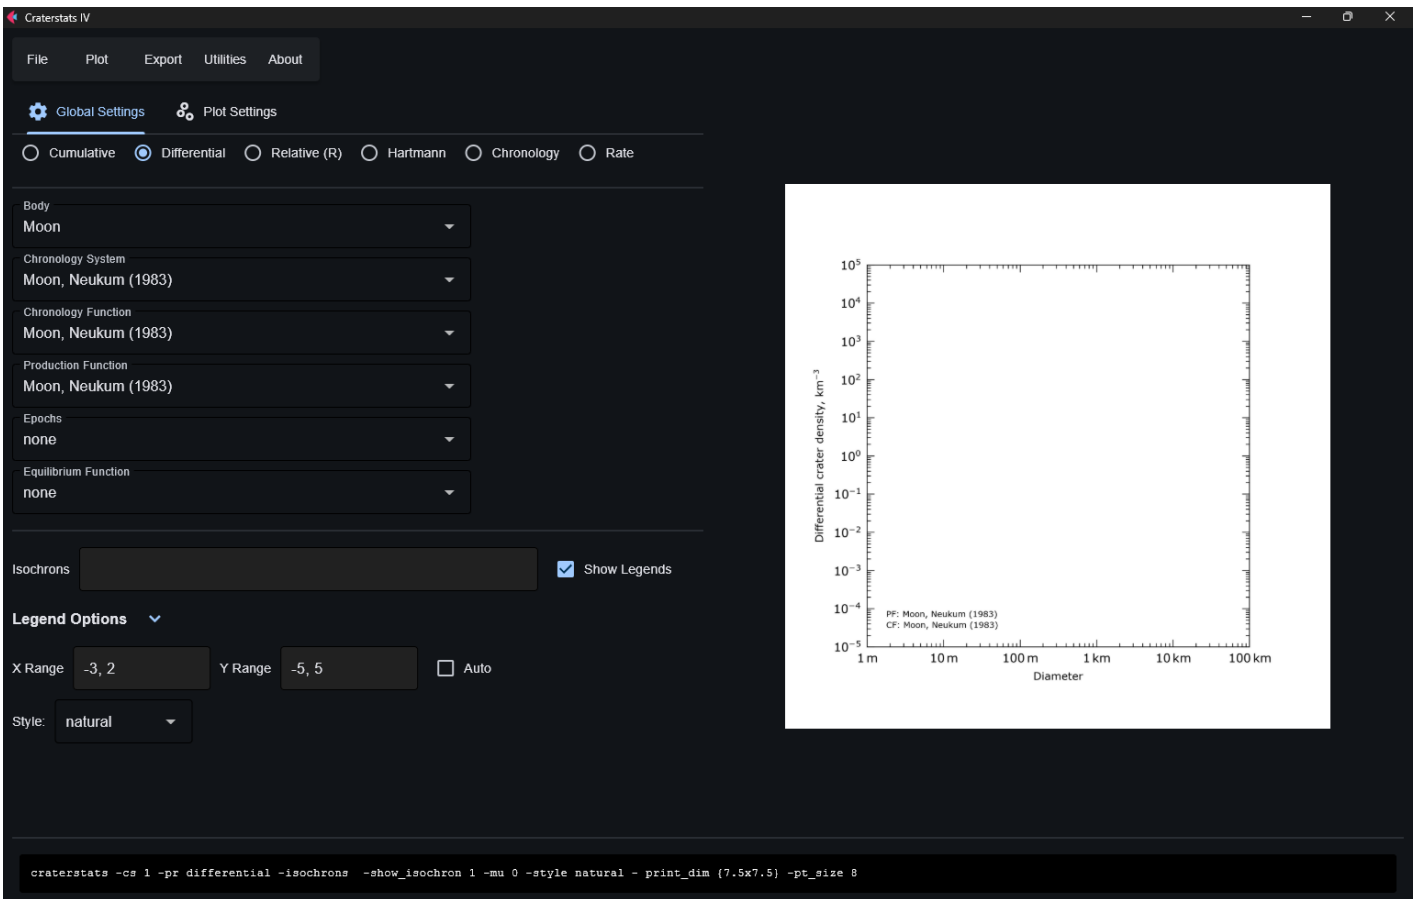 Craterstats IV
File Plot Export Utilities About
Global Settings Plot Settings
Cumulative Differential Relative (R) Hartmann Chronology Rate
Body
Moon
Chronology System
Moon, Neukum (1983)
Chronology Function
Moon, Neukum (1983)
Production Function
Moon, Neukum (1983)
Epochs
none
Equilibrium Function
none
Isochrons Show Legends
Legend Options
X Range -3, 2 Y Range -5, 5 Auto
Style: natural
Differential crater density, km⁻³
10⁵
10⁴
10³
10²
10¹
10⁰
10⁻¹
10⁻²
10⁻³
10⁻⁴
10⁻⁵
PF: Moon, Neukum (1983)
CF: Moon, Neukum (1983)
1 m 10 m 100 m 1 km 10 km 100 km
Diameter
craterstats -cs 1 -pr differential -isochrons  -show_isochron 1 -mu 0 -style natural - print_dim {7.5x7.5} -pt_size 8